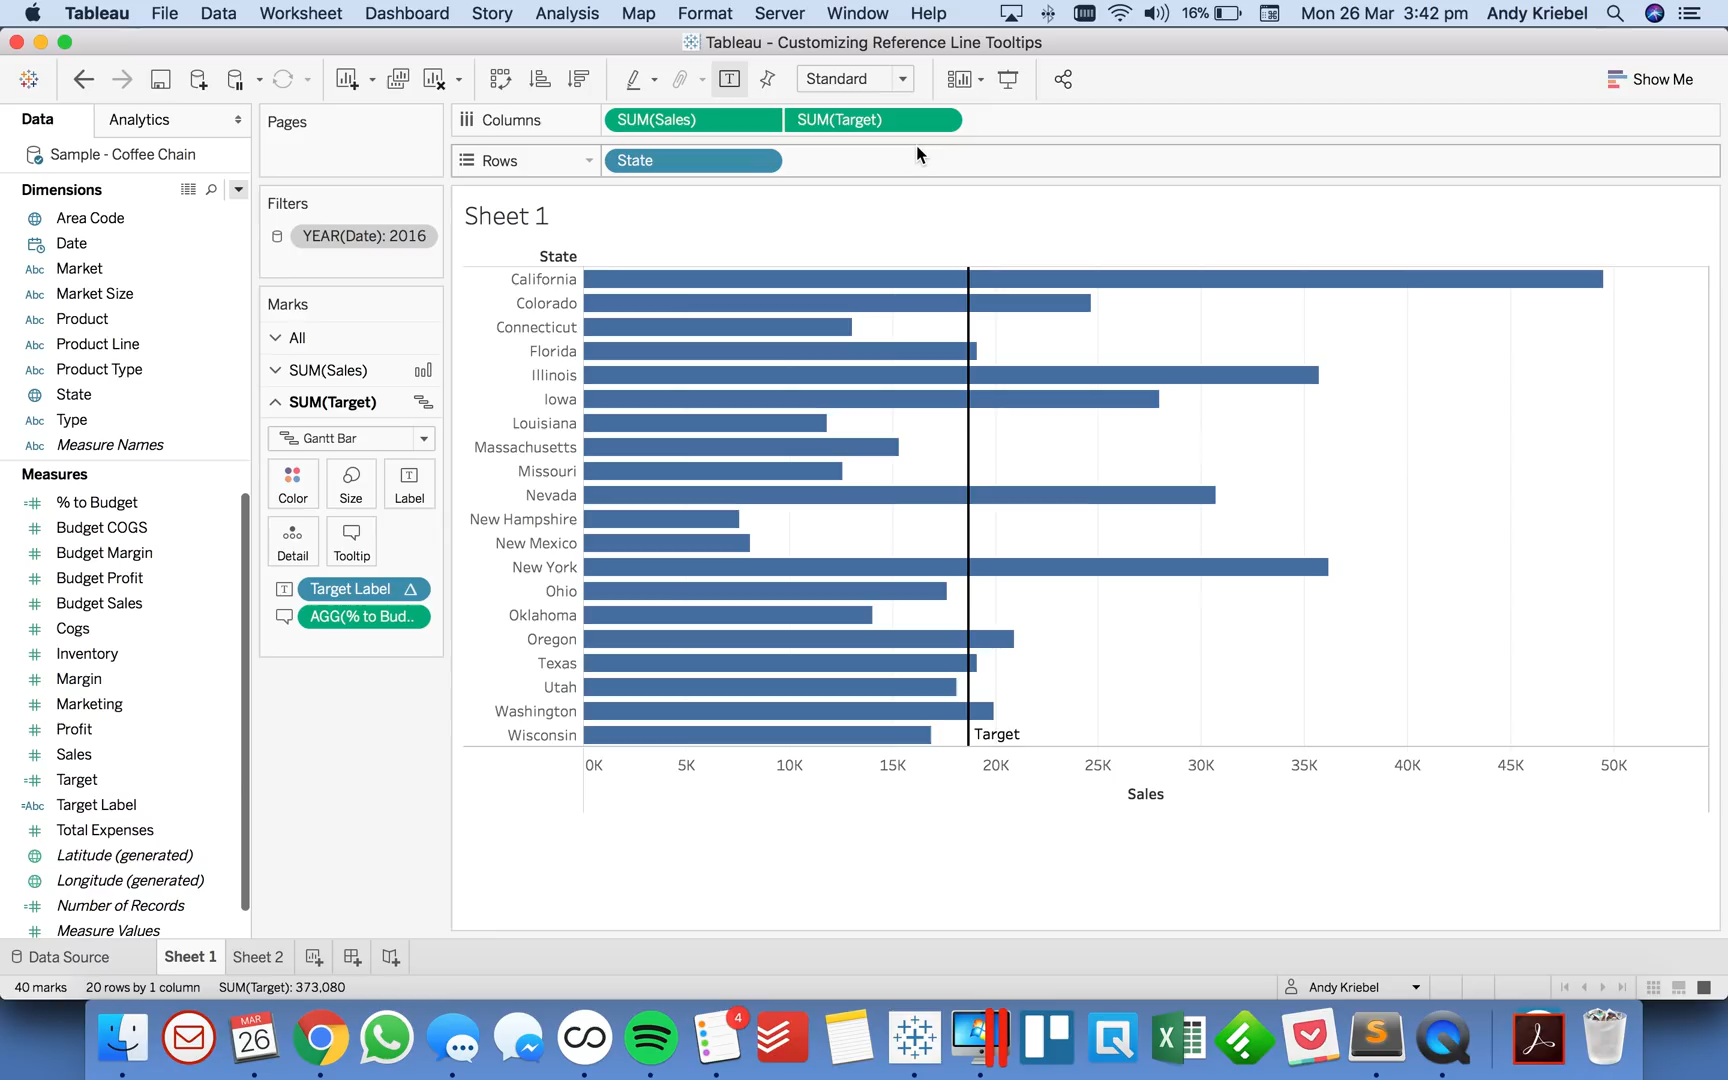 Tableau File Data Worksheet Dashboard Story Analysis Map Format Server Window Help 16% Mon 26 Mar 3:42 pm Andy Kriebel
Tableau - Customizing Reference Line Tooltips
Standard
Show Me
Data
Analytics
Sample - Coffee Chain
Dimensions
Area Code
Date
Abc Market
Abc Market Size
Abc Product
Abc Product Line
Abc Product Type
State
Abc Type
Abc Measure Names
Measures
% to Budget
Budget COGS
Budget Margin
Budget Profit
Budget Sales
Cogs
Inventory
Margin
Marketing
Profit
Sales
Target
=Abc Target Label
Total Expenses
Latitude (generated)
Longitude (generated)
Number of Records
Measure Values
Pages
Filters
YEAR(Date): 2016
Marks
All
SUM(Sales)
SUM(Target)
Gantt Bar
Color Size Label
Detail Tooltip
Target Label
AGG(% to Bud..
Columns SUM(Sales) SUM(Target)
Rows State
Sheet 1
State
California
Colorado
Connecticut
Florida
Illinois
Iowa
Louisiana
Massachusetts
Missouri
Nevada
New Hampshire
New Mexico
New York
Ohio
Oklahoma
Oregon
Texas
Utah
Washington
Wisconsin
Target
0K 5K 10K 15K 20K 25K 30K 35K 40K 45K 50K
Sales
Data Source Sheet 1 Sheet 2
40 marks 20 rows by 1 column SUM(Target): 373,080 Andy Kriebel
MAR
26
4